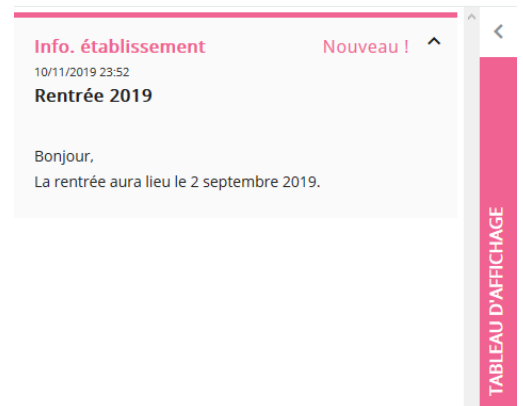 Info. établissement Nouveau !
10/11/2019 23:52
Rentrée 2019
Bonjour,
La rentrée aura lieu le 2 septembre 2019.
TABLEAU D'AFFICHAGE